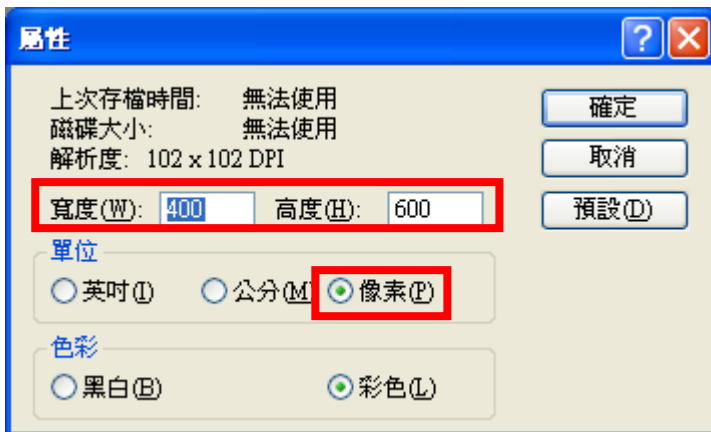 屬性
上次存檔時間: 無法使用
磁碟大小: 無法使用
解析度: 102 x 102 DPI
寬度(W): 400 高度(H): 600
單位
英吋(I) 公分(M) 像素(P)
色彩
黑白(B) 彩色(L)
確定
取消
預設(D)